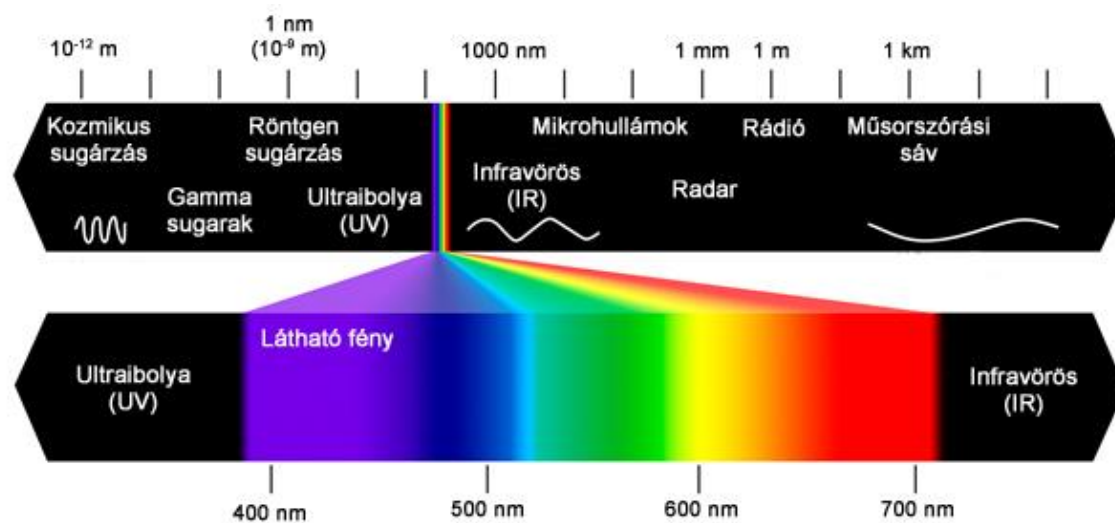 10⁻¹² m
1 nm
(10⁻⁹ m)
1000 nm
1 mm
1 m
1 km
Kozmikus
sugárzás
Gamma
sugarak
Röntgen
sugárzás
Ultraibolya
(UV)
Infravörös
(IR)
Mikrohullámok
Radar
Rádió
Műsorszórási
sáv
Ultraibolya
(UV)
Látható fény
Infravörös
(IR)
400 nm
500 nm
600 nm
700 nm